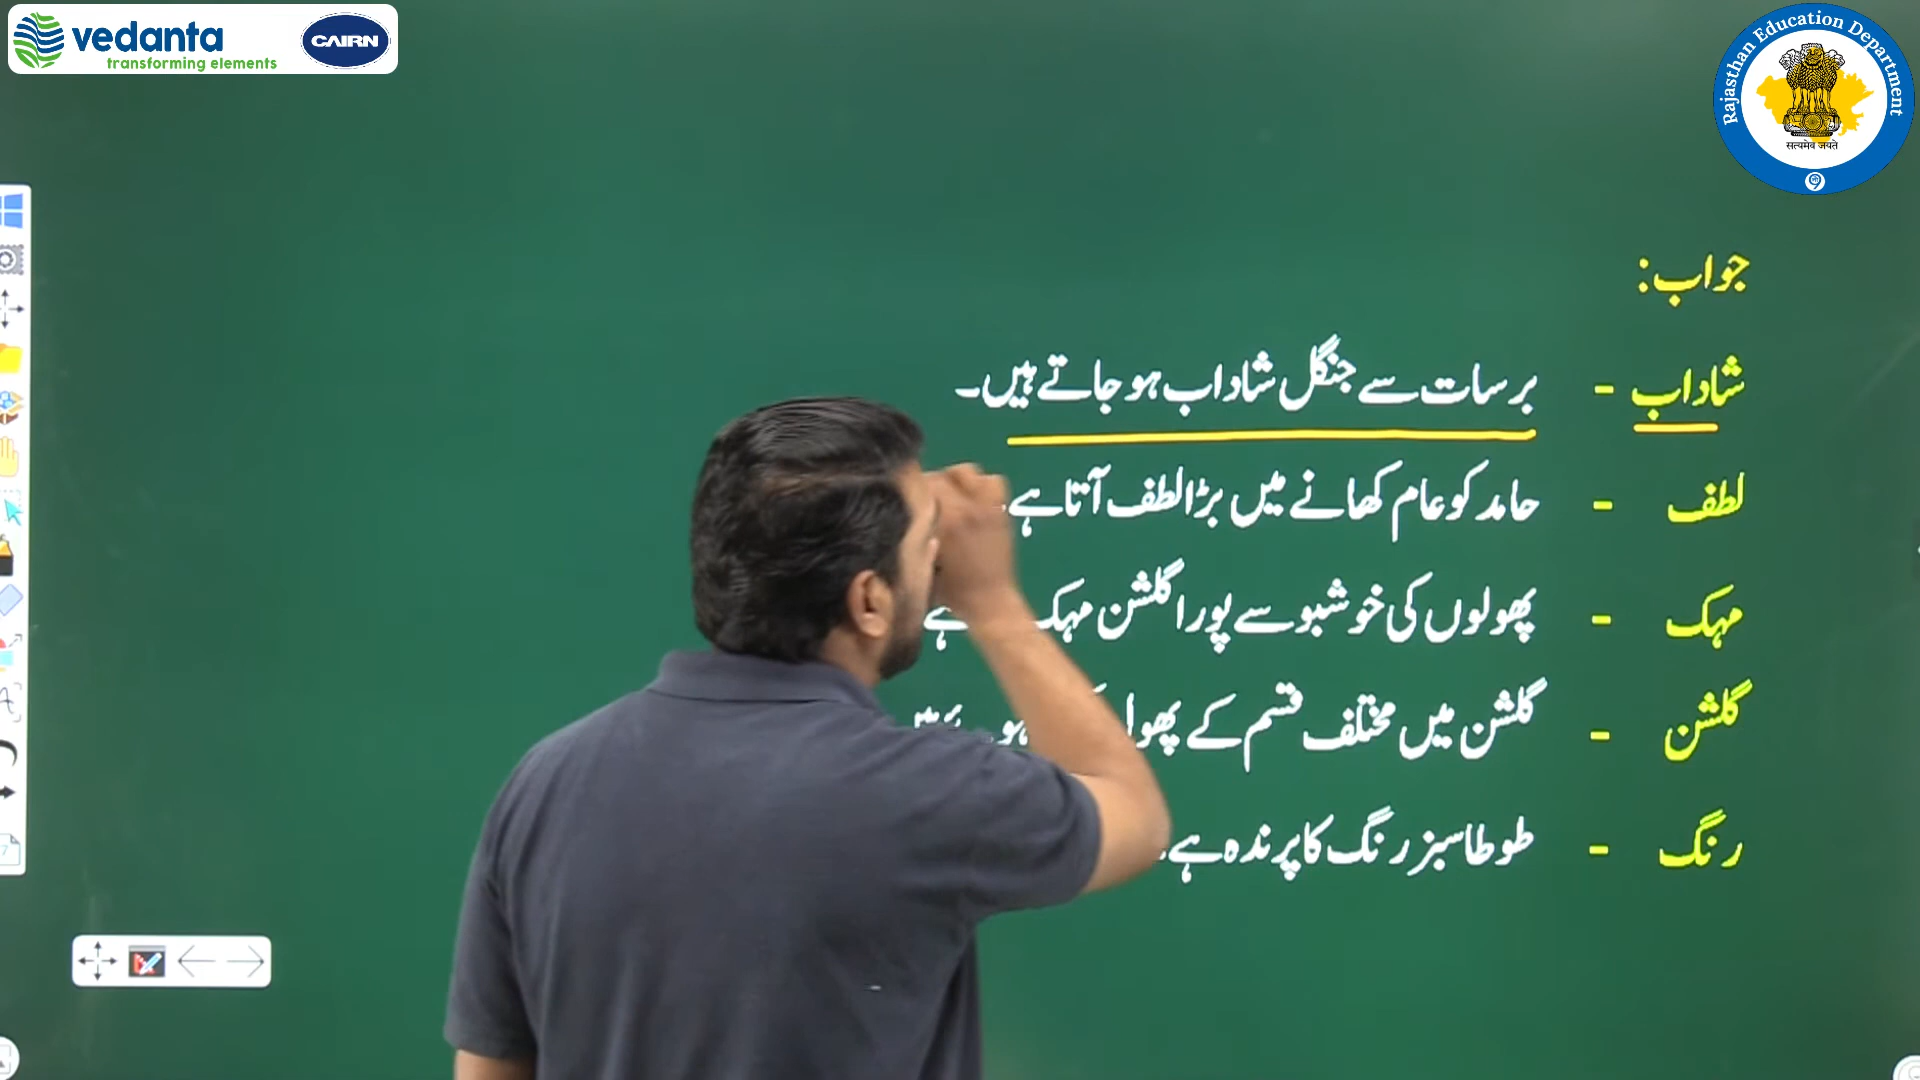 vedanta
transforming elements
CAIRN
Rajasthan Education Department
सत्यमेव जयते
جواب:
شاداب - برسات سے جنگل شاداب ہو جاتے ہیں۔
لطف - حامد کو عام کھانے میں بڑا لطف آتا ہے
مہک - پھولوں کی خوشبو سے پورا گلشن مہک ہے
گلشن - گلشن میں مختلف قسم کے پھول
رنگ - طوطا سبز رنگ کا پرندہ ہے۔